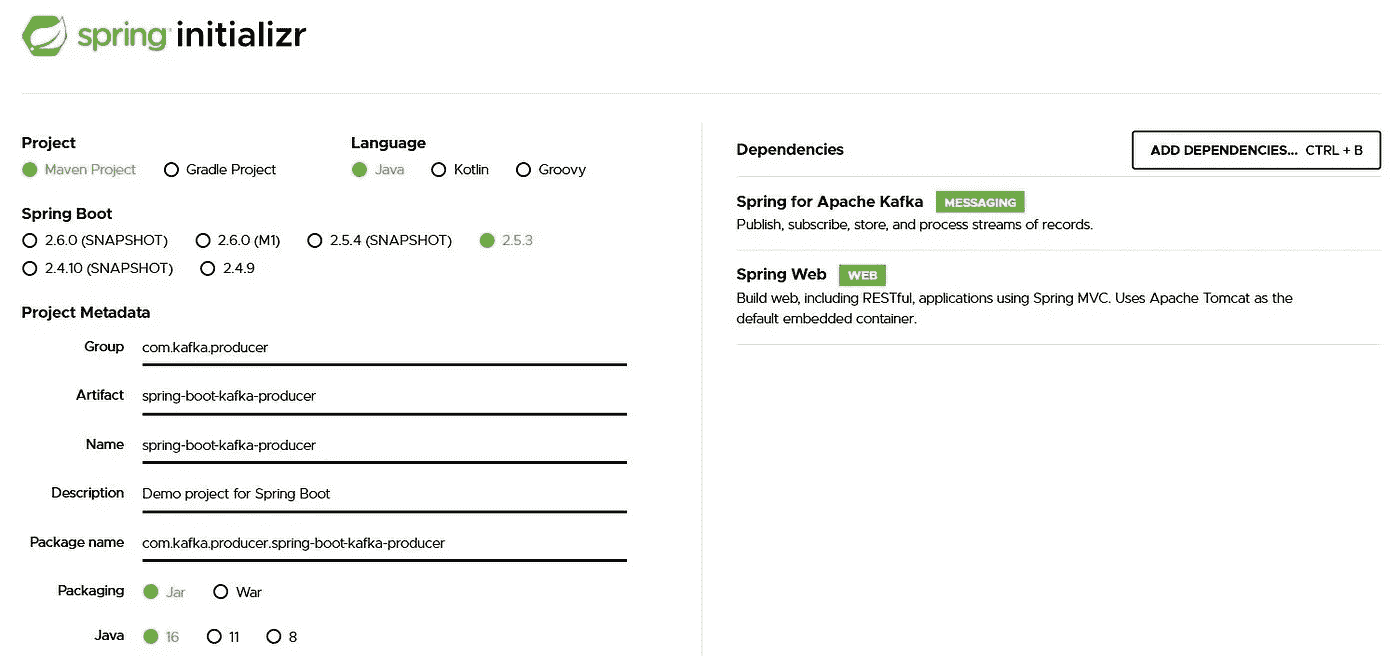 spring initializr
Project
Maven Project Gradle Project
Language
Java Kotlin Groovy
Spring Boot
2.6.0 (SNAPSHOT) 2.6.0 (M1) 2.5.4 (SNAPSHOT) 2.5.3
2.4.10 (SNAPSHOT) 2.4.9
Project Metadata
Group com.kafka.producer
Artifact spring-boot-kafka-producer
Name spring-boot-kafka-producer
Description Demo project for Spring Boot
Package name com.kafka.producer.spring-boot-kafka-producer
Packaging Jar War
Java 16 11 8
Dependencies ADD DEPENDENCIES... CTRL + B
Spring for Apache Kafka MESSAGING
Publish, subscribe, store, and process streams of records.
Spring Web WEB
Build web, including RESTful, applications using Spring MVC. Uses Apache Tomcat as the
default embedded container.